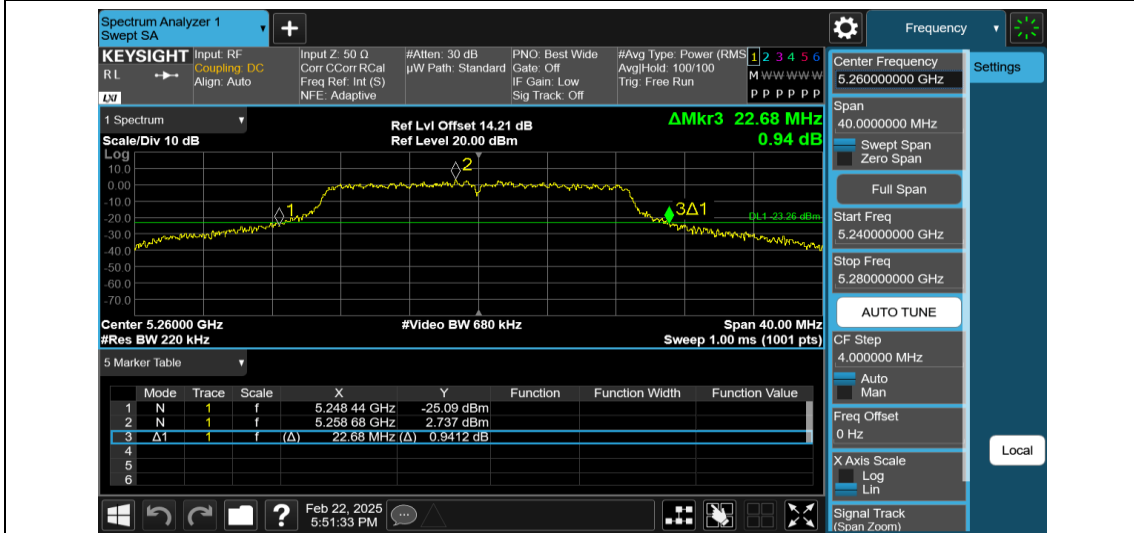 Spectrum Analyzer 1
Swept SA
▼
+
Frequency
▼
KEYSIGHT
R L
LXI
Input: RF
Coupling: DC
Align: Auto
Input Z: 50 Ω
Corr CCorr RCal
Freq Ref: Int (S)
NFE: Adaptive
#Atten: 30 dB
µW Path: Standard
PNO: Best Wide
Gate: Off
IF Gain: Low
Sig Track: Off
#Avg Type: Power (RMS
Avg|Hold: 100/100
Trig: Free Run
1 2 3 4 5 6
M W W W W W
P P P P P P
1 Spectrum ▼
Scale/Div 10 dB
Ref Lvl Offset 14.21 dB
Ref Level 20.00 dBm
ΔMkr3 22.68 MHz
0.94 dB
Log
10.0
0.00
-10.0
-20.0
-30.0
-40.0
-50.0
-60.0
-70.0
1
2
3Δ1
DL1 -23.26 dBm
Center 5.26000 GHz
#Video BW 680 kHz
Span 40.00 MHz
#Res BW 220 kHz
Sweep 1.00 ms (1001 pts)
5 Marker Table ▼
Mode Trace Scale X Y Function Function Width Function Value
1 N 1 f 5.248 44 GHz -25.09 dBm
2 N 1 f 5.258 68 GHz 2.737 dBm
3 Δ1 1 f (Δ) 22.68 MHz (Δ) 0.9412 dB
4
5
6
?
Feb 22, 2025
5:51:33 PM
Center Frequency
5.260000000 GHz
Span
40.0000000 MHz
Swept Span
Zero Span
Full Span
Start Freq
5.240000000 GHz
Stop Freq
5.280000000 GHz
AUTO TUNE
CF Step
4.000000 MHz
Auto
Man
Freq Offset
0 Hz
X Axis Scale
Log
Lin
Signal Track
(Span Zoom)
Settings
Local